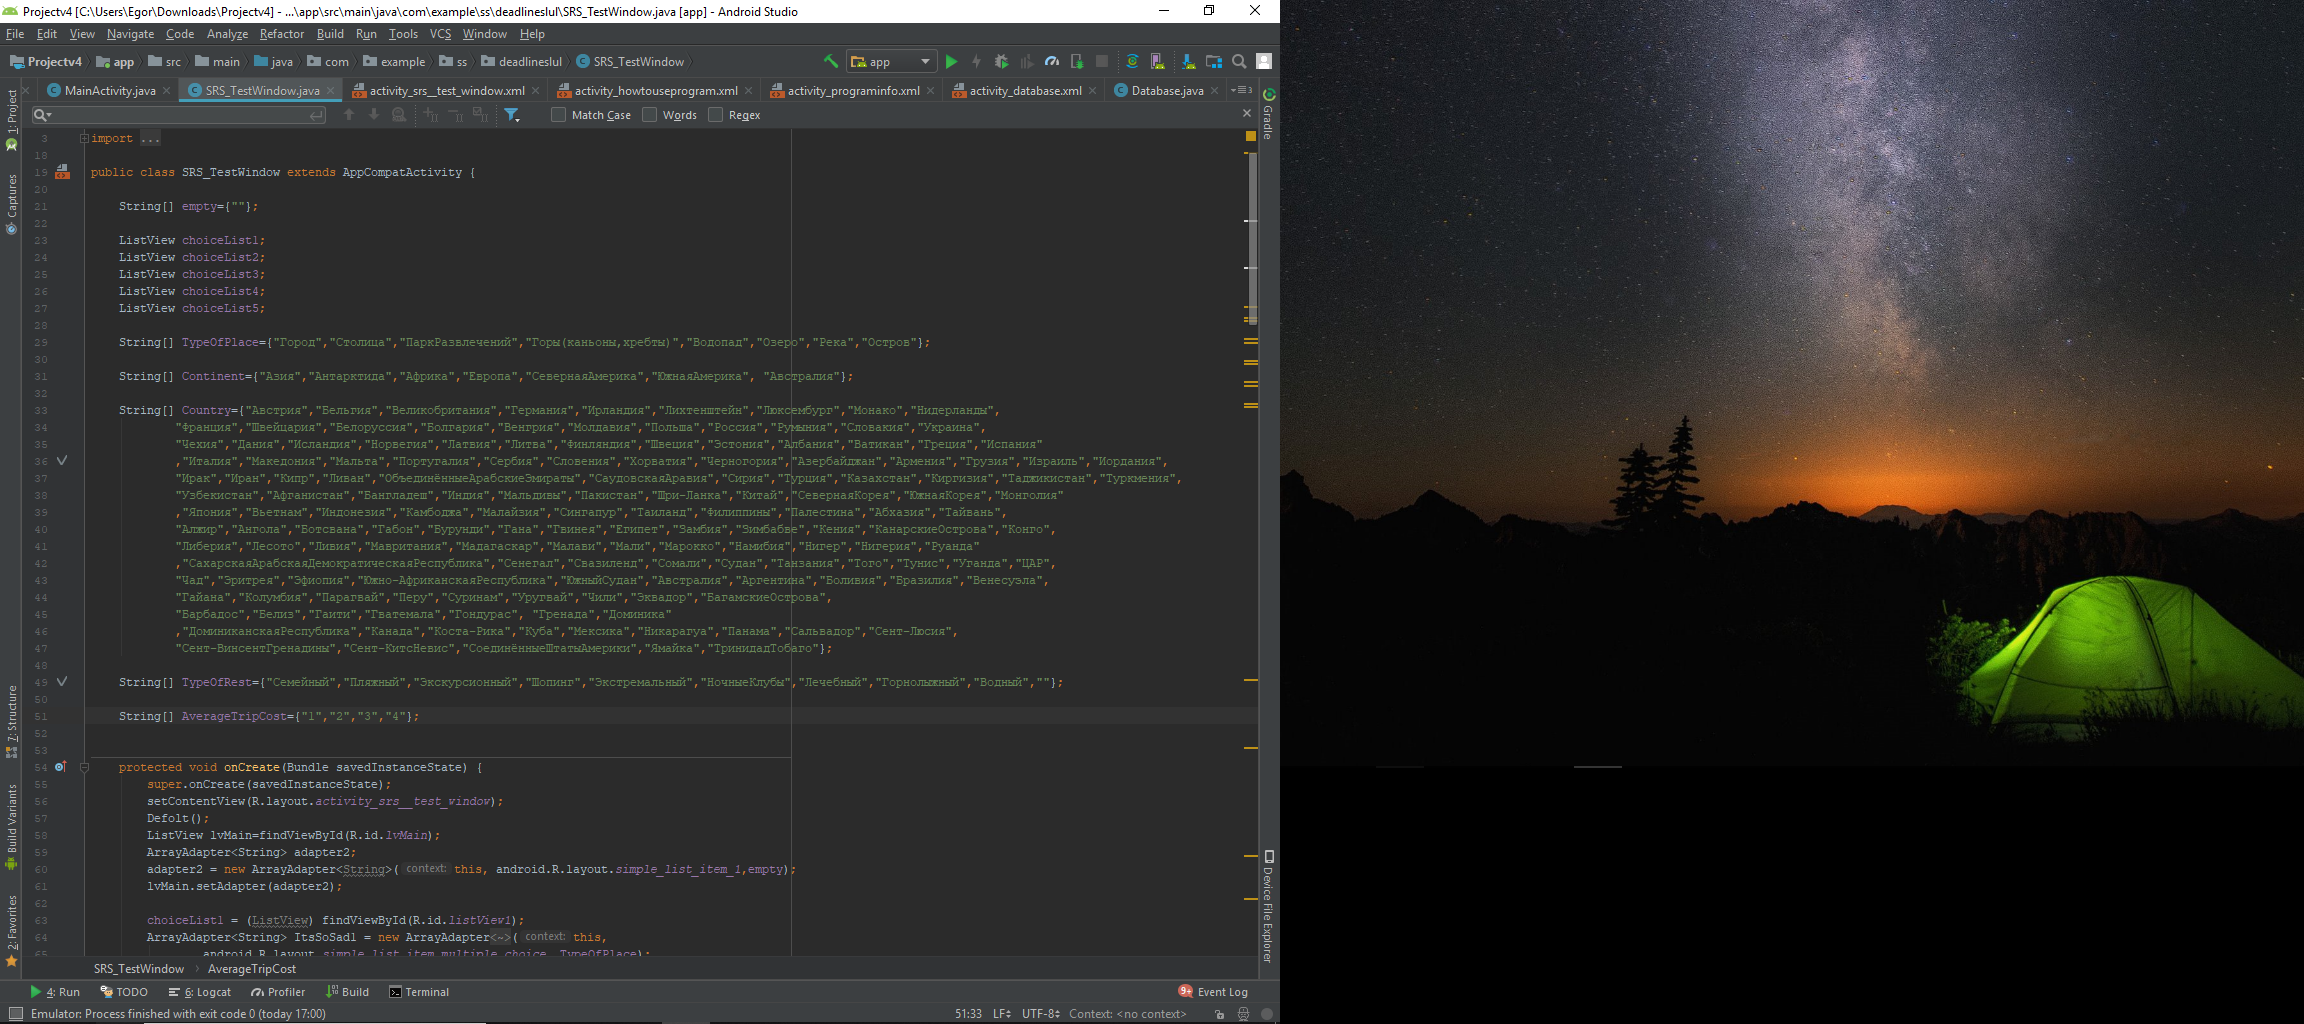 Projectv4 [C:\Users\Egor\Downloads\Projectv4] - ...\app\src\main\java\com\example\ss\deadlineslul\SRS_TestWindow.java [app] - Android Studio
File Edit View Navigate Code Analyze Refactor Build Run Tools VCS Window Help
Projectv4 app src main java com example ss deadlineslul SRS_TestWindow app
MainActivity.java SRS_TestWindow.java activity_srs__test_window.xml activity_howtouseprogram.xml activity_programinfo.xml activity_database.xml Database.java 3
Match Case Words Regex
1: Project
Captures
7: Structure
Build Variants
2: Favorites
Gradle
Device File Explorer
3 import ...
18
19 public class SRS_TestWindow extends AppCompatActivity {
20
21 String[] empty={""};
22
23 ListView choiceList1;
24 ListView choiceList2;
25 ListView choiceList3;
26 ListView choiceList4;
27 ListView choiceList5;
28
29 String[] TypeOfPlace={"Город","Столица","ПаркРазвлечений","Горы(каньоны,хребты)","Водопад","Озеро","Река","Остров"};
30
31 String[] Continent={"Азия","Антарктида","Африка","Европа","СевернаяАмерика","ЮжнаяАмерика", "Австралия"};
32
33 String[] Country={"Австрия","Бельгия","Великобритания","Германия","Ирландия","Лихтенштейн","Люксембург","Монако","Нидерланды",
34 "Франция","Швейцария","Белоруссия","Болгария","Венгрия","Молдавия","Польша","Россия","Румыния","Словакия","Украина",
35 "Чехия","Дания","Исландия","Норвегия","Латвия","Литва","Финляндия","Швеция","Эстония","Албания","Ватикан","Греция","Испания"
36 ,"Италия","Македония","Мальта","Португалия","Сербия","Словения","Хорватия","Черногория","Азербайджан","Армения","Грузия","Израиль","Иордания",
37 "Ирак","Иран","Кипр","Ливан","ОбъединённыеАрабскиеЭмираты","СаудовскаяАравия","Сирия","Турция","Казахстан","Киргизия","Таджикистан","Туркмения",
38 "Узбекистан","Афганистан","Бангладеш","Индия","Мальдивы","Пакистан","Шри-Ланка","Китай","СевернаяКорея","ЮжнаяКорея","Монголия"
39 ,"Япония","Вьетнам","Индонезия","Камбоджа","Малайзия","Сингапур","Таиланд","Филиппины","Палестина","Абхазия","Тайвань",
40 "Алжир","Ангола","Ботсвана","Габон","Бурунди","Гана","Гвинея","Египет","Замбия","Зимбабве","Кения","КанарскиеОстрова","Конго",
41 "Либерия","Лесото","Ливия","Мавритания","Мадагаскар","Малави","Мали","Марокко","Намибия","Нигер","Нигерия","Руанда"
42 ,"СахарскаяАрабскаяДемократическаяРеспублика","Сенегал","Свазиленд","Сомали","Судан","Танзания","Того","Тунис","Уганда","ЦАР",
43 "Чад","Эритрея","Эфиопия","Южно-АфриканскаяРеспублика","ЮжныйСудан","Австралия","Аргентина","Боливия","Бразилия","Венесуэла",
44 "Гайана","Колумбия","Парагвай","Перу","Суринам","Уругвай","Чили","Эквадор","БагамскиеОстрова",
45 "Барбадос","Белиз","Гаити","Гватемала","Гондурас", "Гренада","Доминика"
46 ,"ДоминиканскаяРеспублика","Канада","Коста-Рика","Куба","Мексика","Никарагуа","Панама","Сальвадор","Сент-Люсия",
47 "Сент-ВинсентГренадины","Сент-КитсНевис","СоединённыеШтатыАмерики","Ямайка","ТринидадТобаго"};
48
49 String[] TypeOfRest={"Семейный","Пляжный","Экскурсионный","Шопинг","Экстремальный","НочныеКлубы","Лечебный","Горнолыжный","Водный",""};
50
51 String[] AverageTripCost={"1","2","3","4"};
52
53
54 protected void onCreate(Bundle savedInstanceState) {
55 super.onCreate(savedInstanceState);
56 setContentView(R.layout.activity_srs__test_window);
57 Defolt();
58 ListView lvMain=findViewById(R.id.lvMain);
59 ArrayAdapter<String> adapter2;
60 adapter2 = new ArrayAdapter<String>( context: this, android.R.layout.simple_list_item_1,empty);
61 lvMain.setAdapter(adapter2);
62
63 choiceList1 = (ListView) findViewById(R.id.listView1);
64 ArrayAdapter<String> ItsSoSad1 = new ArrayAdapter<~>( context: this,
65 android.R.layout.simple_list_item_multiple_choice, TypeOfPlace);
SRS_TestWindow › AverageTripCost
4: Run TODO 6: Logcat Profiler Build Terminal 9+ Event Log
Emulator: Process finished with exit code 0 (today 17:00) 51:33 LF UTF-8 Context: <no context>